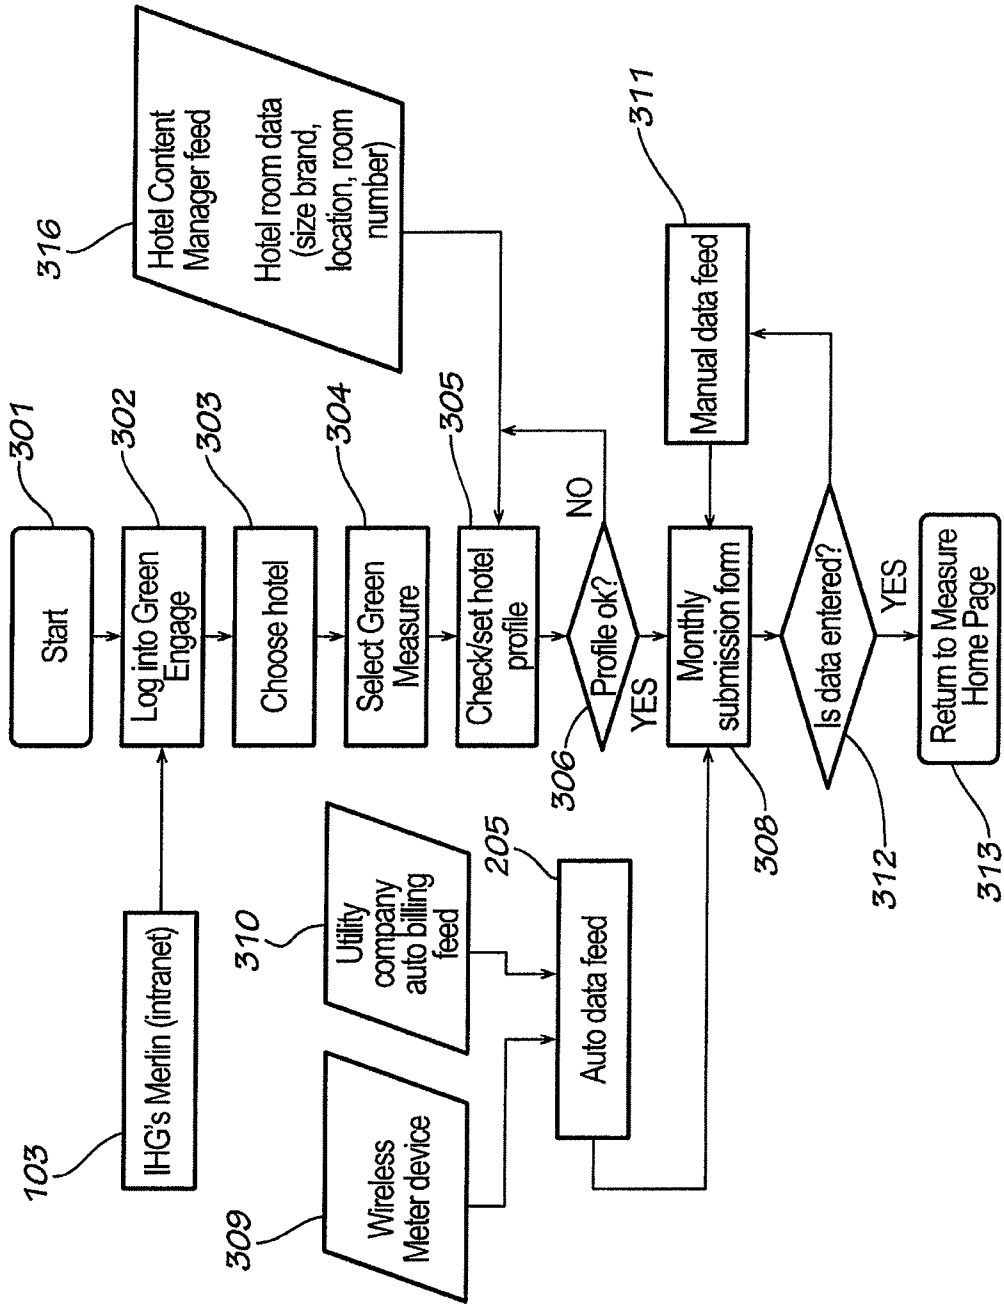 301
Start
302
Log into Green
Engage
103
IHG's Merlin (intranet)
303
Choose hotel
304
Select Green
Measure
316
Hotel Content
Manager feed
Hotel room data
(size brand,
location, room
number)
305
Check/set hotel
profile
306
Profile ok?
NO
YES
309
Wireless
Meter device
310
Utility
company
auto billing
feed
205
Auto data feed
308
Monthly
submission form
311
Manual data feed
312
Is data entered?
YES
313
Return to Measure
Home Page